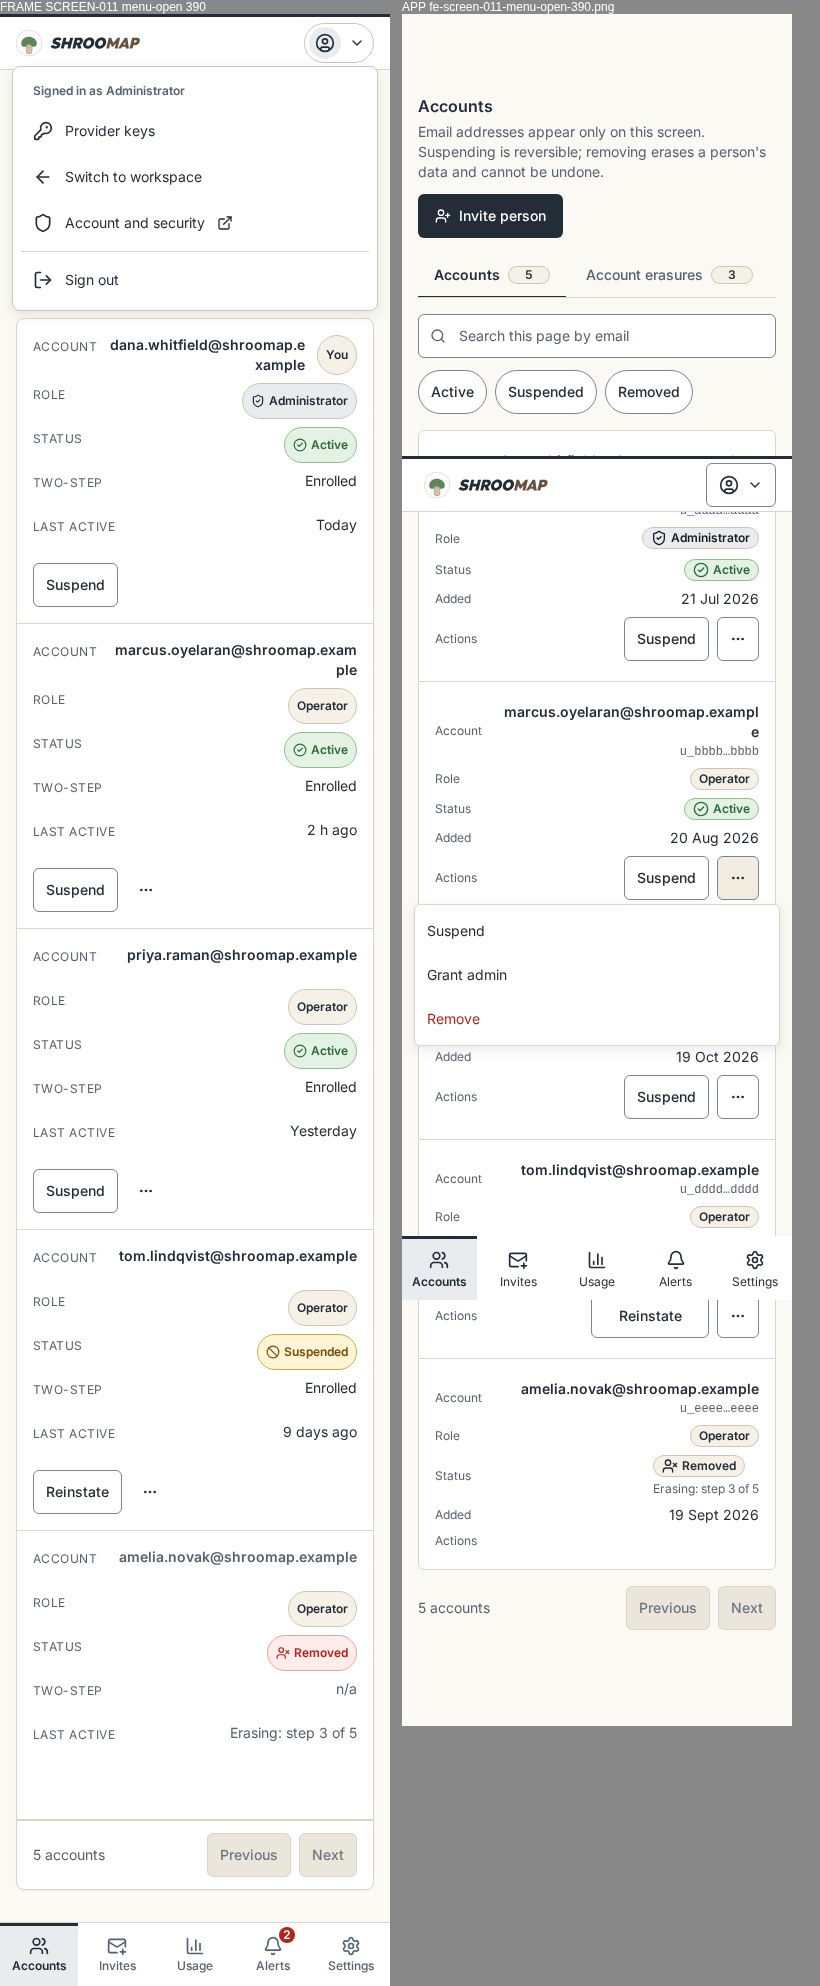 FRAME SCREEN-011 menu-open 390
SHROOMAP
Signed in as Administrator
Provider keys
Switch to workspace
Account and security
Sign out
ACCOUNT dana.whitfield@shroomap.e
xample
You
ROLE Administrator
STATUS Active
TWO-STEP Enrolled
LAST ACTIVE Today
Suspend
ACCOUNT marcus.oyelaran@shroomap.exam
ple
ROLE Operator
STATUS Active
TWO-STEP Enrolled
LAST ACTIVE 2 h ago
Suspend ...
ACCOUNT priya.raman@shroomap.example
ROLE Operator
STATUS Active
TWO-STEP Enrolled
LAST ACTIVE Yesterday
Suspend ...
ACCOUNT tom.lindqvist@shroomap.example
ROLE Operator
STATUS Suspended
TWO-STEP Enrolled
LAST ACTIVE 9 days ago
Reinstate ...
ACCOUNT amelia.novak@shroomap.example
ROLE Operator
STATUS Removed
TWO-STEP n/a
LAST ACTIVE Erasing: step 3 of 5
5 accounts Previous Next
2
Accounts Invites Usage Alerts Settings
APP fe-screen-011-menu-open-390.png
Accounts
Email addresses appear only on this screen.
Suspending is reversible; removing erases a person's
data and cannot be undone.
Invite person
Accounts 5 Account erasures 3
Search this page by email
Active Suspended Removed
SHROOMAP
Role Administrator
Status Active
Added 21 Jul 2026
Actions Suspend ...
marcus.oyelaran@shroomap.exampl
e
Account
u_bbbb…bbbb
Role Operator
Status Active
Added 20 Aug 2026
Actions Suspend ...
Suspend
Grant admin
Remove
Added 19 Oct 2026
Actions Suspend ...
Account tom.lindqvist@shroomap.example
u_dddd…dddd
Role Operator
Accounts Invites Usage Alerts Settings
Actions Reinstate ...
Account amelia.novak@shroomap.example
u_eeee…eeee
Role Operator
Status Removed
Erasing: step 3 of 5
Added 19 Sept 2026
Actions
5 accounts Previous Next